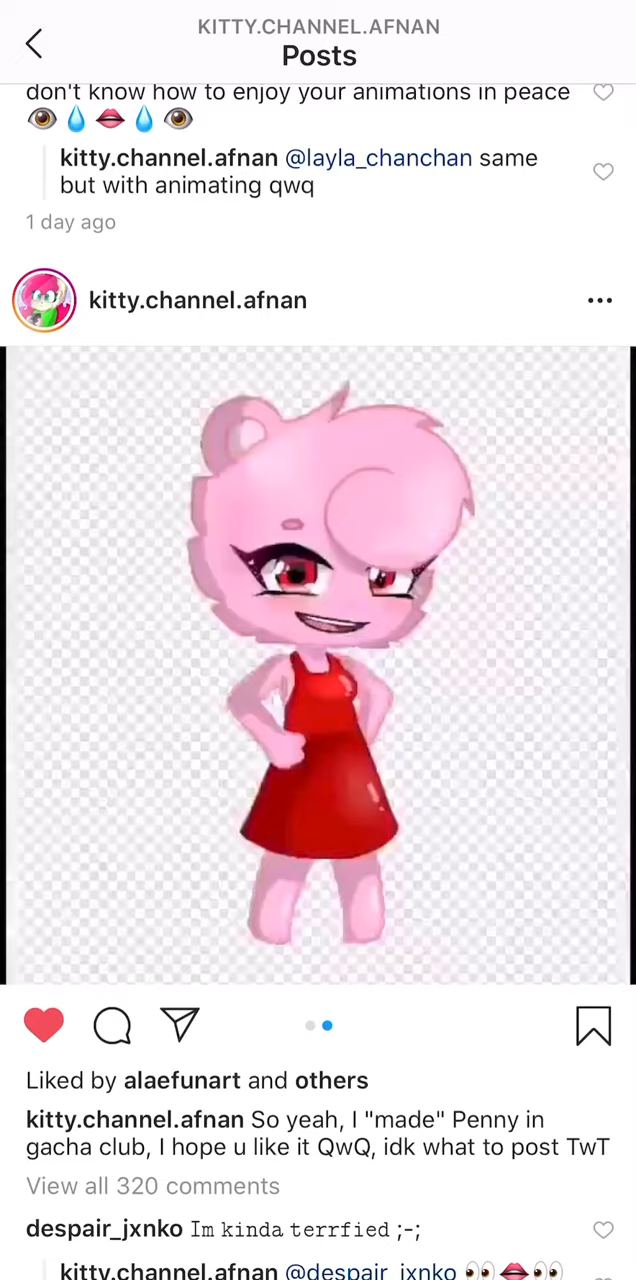 KITTY.CHANNEL.AFNAN
Posts
don't know how to enjoy your animations in peace
👁💧👄💧👁
kitty.channel.afnan @layla_chanchan same
but with animating qwq
1 day ago
kitty.channel.afnan
Liked by alaefunart and others
kitty.channel.afnan So yeah, I "made" Penny in
gacha club, I hope u like it QwQ, idk what to post TwT
View all 320 comments
despair_jxnko Im kinda terrfied ;-;
kitty.channel.afnan @despair_jxnko 👀👄👀